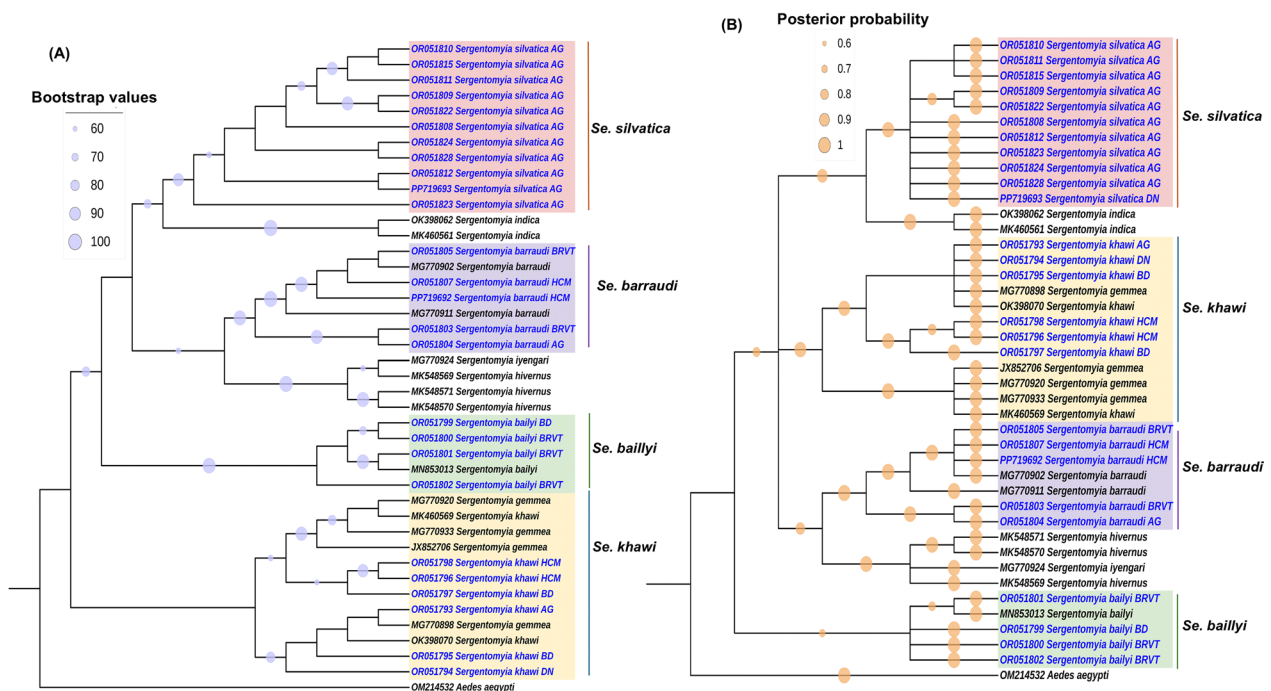 (A)
Bootstrap values
60
70
80
90
100
OR051810 Sergentomyia silvatica AG
OR051815 Sergentomyia silvatica AG
OR051811 Sergentomyia silvatica AG
OR051809 Sergentomyia silvatica AG
OR051822 Sergentomyia silvatica AG
OR051808 Sergentomyia silvatica AG
OR051824 Sergentomyia silvatica AG
OR051828 Sergentomyia silvatica AG
OR051812 Sergentomyia silvatica AG
PP719693 Sergentomyia silvatica AG
OR051823 Sergentomyia silvatica AG
OK398062 Sergentomyia indica
MK460561 Sergentomyia indica
OR051805 Sergentomyia barraudi BRVT
MG770902 Sergentomyia barraudi
OR051807 Sergentomyia barraudi HCM
PP719692 Sergentomyia barraudi HCM
MG770911 Sergentomyia barraudi
OR051803 Sergentomyia barraudi BRVT
OR051804 Sergentomyia barraudi AG
MG770924 Sergentomyia iyengari
MK548569 Sergentomyia hivernus
MK548571 Sergentomyia hivernus
MK548570 Sergentomyia hivernus
OR051799 Sergentomyia bailyi BD
OR051800 Sergentomyia bailyi BRVT
OR051801 Sergentomyia bailyi BRVT
MN853013 Sergentomyia bailyi
OR051802 Sergentomyia bailyi BRVT
MG770920 Sergentomyia gemmea
MK460569 Sergentomyia khawi
MG770933 Sergentomyia gemmea
JX852706 Sergentomyia gemmea
OR051798 Sergentomyia khawi HCM
OR051796 Sergentomyia khawi HCM
OR051797 Sergentomyia khawi BD
OR051793 Sergentomyia khawi AG
MG770898 Sergentomyia gemmea
OK398070 Sergentomyia khawi
OR051795 Sergentomyia khawi BD
OR051794 Sergentomyia khawi DN
OM214532 Aedes aegypti
Se. silvatica
Se. barraudi
Se. baillyi
Se. khawi
(B)
Posterior probability
0.6
0.7
0.8
0.9
1
OR051810 Sergentomyia silvatica AG
OR051811 Sergentomyia silvatica AG
OR051815 Sergentomyia silvatica AG
OR051809 Sergentomyia silvatica AG
OR051822 Sergentomyia silvatica AG
OR051808 Sergentomyia silvatica AG
OR051812 Sergentomyia silvatica AG
OR051823 Sergentomyia silvatica AG
OR051824 Sergentomyia silvatica AG
OR051828 Sergentomyia silvatica AG
PP719693 Sergentomyia silvatica DN
OK398062 Sergentomyia indica
MK460561 Sergentomyia indica
OR051793 Sergentomyia khawi AG
OR051794 Sergentomyia khawi DN
OR051795 Sergentomyia khawi BD
MG770898 Sergentomyia gemmea
OK398070 Sergentomyia khawi
OR051798 Sergentomyia khawi HCM
OR051796 Sergentomyia khawi HCM
OR051797 Sergentomyia khawi BD
JX852706 Sergentomyia gemmea
MG770920 Sergentomyia gemmea
MG770933 Sergentomyia gemmea
MK460569 Sergentomyia khawi
OR051805 Sergentomyia barraudi BRVT
OR051807 Sergentomyia barraudi HCM
PP719692 Sergentomyia barraudi HCM
MG770902 Sergentomyia barraudi
MG770911 Sergentomyia barraudi
OR051803 Sergentomyia barraudi BRVT
OR051804 Sergentomyia barraudi AG
MK548571 Sergentomyia hivernus
MK548570 Sergentomyia hivernus
MG770924 Sergentomyia iyengari
MK548569 Sergentomyia hivernus
OR051801 Sergentomyia bailyi BRVT
MN853013 Sergentomyia bailyi
OR051799 Sergentomyia bailyi BD
OR051800 Sergentomyia bailyi BRVT
OR051802 Sergentomyia bailyi BRVT
OM214532 Aedes aegypti
Se. silvatica
Se. khawi
Se. barraudi
Se. baillyi